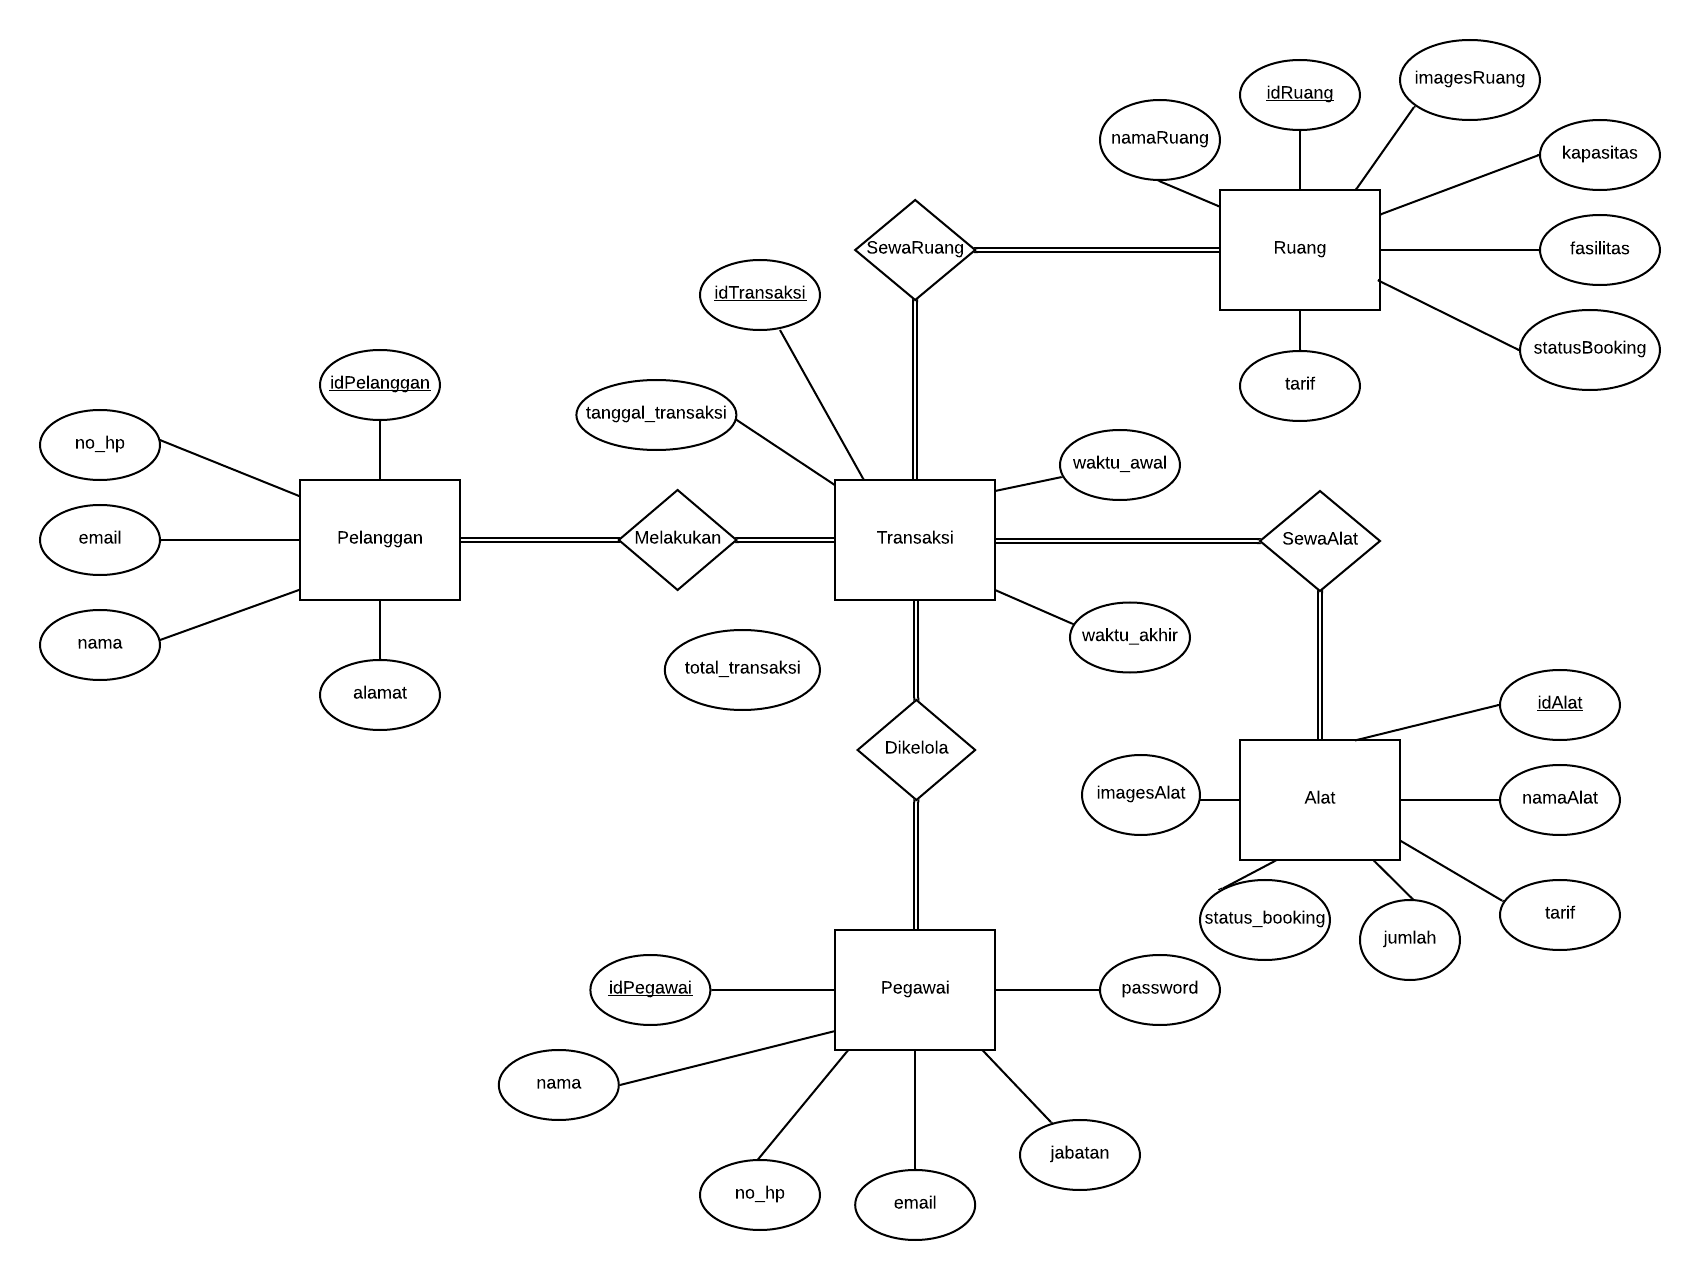 imagesRuang
idRuang
namaRuang
kapasitas
SewaRuang
Ruang
fasilitas
idTransaksi
statusBooking
idPelanggan
tarif
tanggal_transaksi
no_hp
waktu_awal
email
Pelanggan
Melakukan
Transaksi
SewaAlat
nama
waktu_akhir
total_transaksi
alamat
idAlat
Dikelola
imagesAlat
Alat
namaAlat
status_booking
jumlah
tarif
idPegawai
Pegawai
password
nama
jabatan
no_hp
email